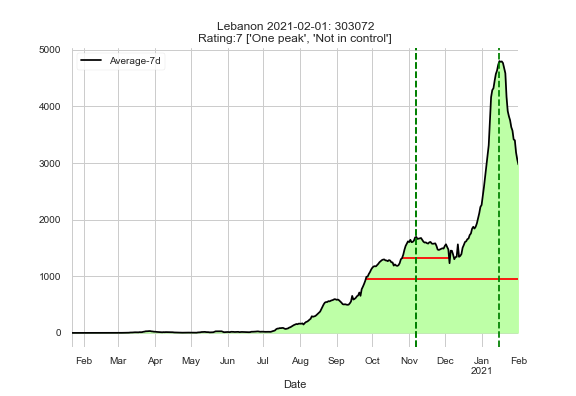 Lebanon 2021-02-01: 303072
Rating:7 ['One peak', 'Not in control']
Average-7d
5000
4000
3000
2000
1000
0
Feb Mar Apr May Jun Jul Aug Sep Oct Nov Dec Jan Feb
2021
Date